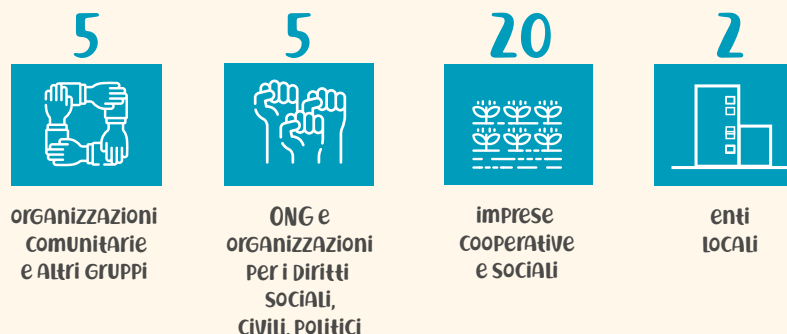 5
organizzazioni
comunitarie
e altri gruppi
5
ONG e
organizzazioni
per i diritti
sociali,
civili, politici
20
imprese
cooperative
e sociali
2
enti
locali